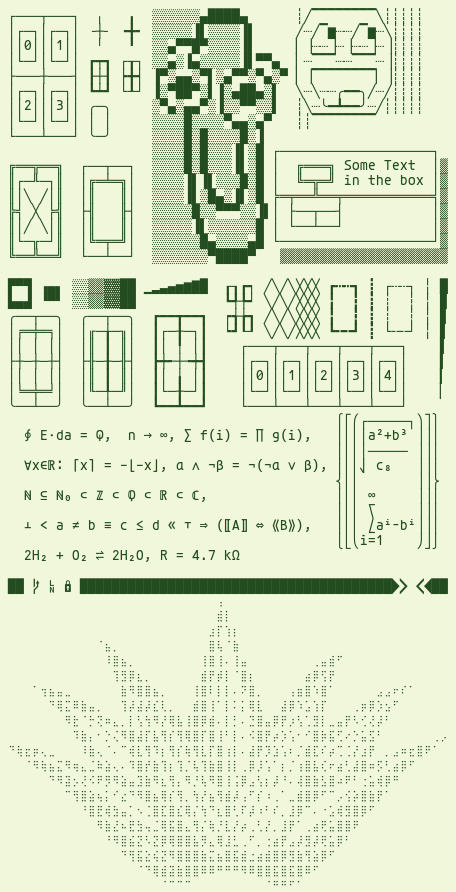 0 1
2 3
Some Text
in the box
0 1 2 3 4
∮ E⋅da = Q,  n → ∞, ∑ f(i) = ∏ g(i),
∀x∈ℝ: ⌈x⌉ = −⌊−x⌋, α ∧ ¬β = ¬(¬α ∨ β),
ℕ ⊆ ℕ₀ ⊂ ℤ ⊂ ℚ ⊂ ℝ ⊂ ℂ,
⊥ < a ≠ b ≡ c ≤ d ≪ ⊤ ⇒ (⟦A⟧ ⇔ ⟪B⟫),
2H₂ + O₂ ⇌ 2H₂O, R = 4.7 kΩ
a²+b³
c₈
∞
aⁱ-bⁱ
i=1